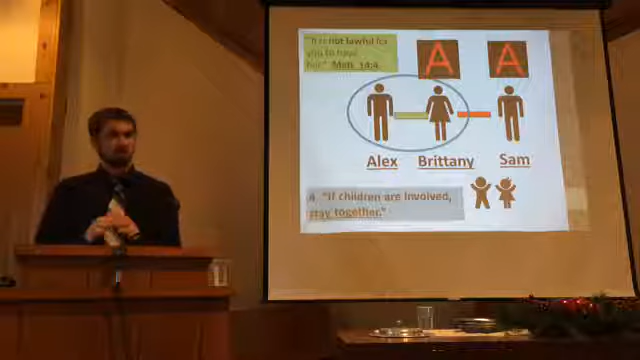 "It is not lawful for
you to have
her." Matt. 14:4
A A
Alex Brittany Sam
4. "If children are involved,
stay together."